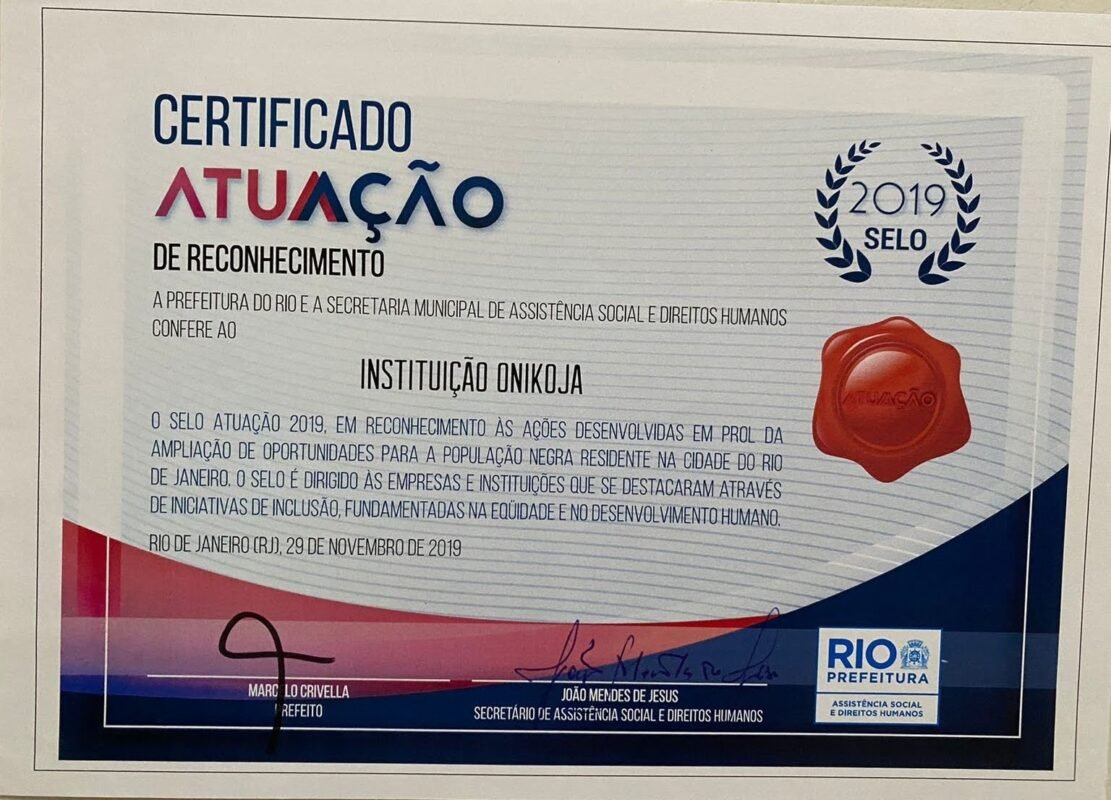 CERTIFICADO
ATUAÇÃO
DE RECONHECIMENTO
A PREFEITURA DO RIO E A SECRETARIA MUNICIPAL DE ASSISTÊNCIA SOCIAL E DIREITOS HUMANOS
CONFERE AO
INSTITUIÇÃO ONIKOJA
O SELO ATUAÇÃO 2019, EM RECONHECIMENTO ÀS AÇÕES DESENVOLVIDAS EM PROL DA
AMPLIAÇÃO DE OPORTUNIDADES PARA A POPULAÇÃO NEGRA RESIDENTE NA CIDADE DO RIO
DE JANEIRO. O SELO É DIRIGIDO ÀS EMPRESAS E INSTITUIÇÕES QUE SE DESTACARAM ATRAVÉS
DE INICIATIVAS DE INCLUSÃO, FUNDAMENTADAS NA EQÜIDADE E NO DESENVOLVIMENTO HUMANO.
RIO DE JANEIRO (RJ), 29 DE NOVEMBRO DE 2019
2019
SELO
ATUAÇÃO
MARCELO CRIVELLA
PREFEITO
JOÃO MENDES DE JESUS
SECRETÁRIO DE ASSISTÊNCIA SOCIAL E DIREITOS HUMANOS
RIO
PREFEITURA
ASSISTÊNCIA SOCIAL
E DIREITOS HUMANOS